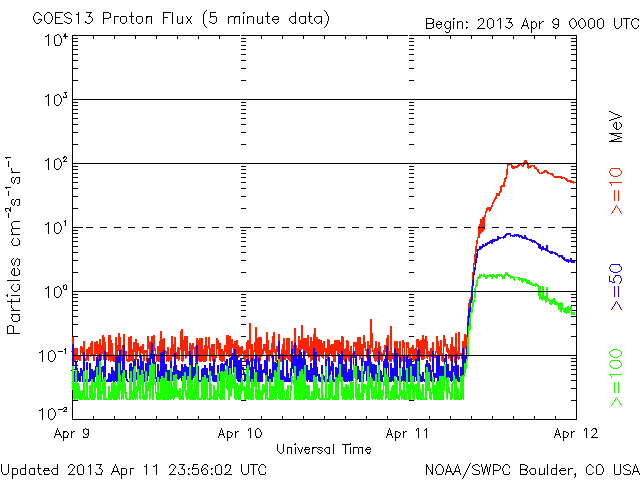 GOES13 Proton Flux (5 minute data)
Begin: 2013 Apr 9 0000 UTC
Particles cm⁻²s⁻¹sr⁻¹
10⁴
10³
10²
10¹
10⁰
10⁻¹
10⁻²
MeV
>=10
>=50
>=100
Apr 9
Apr 10
Apr 11
Apr 12
Universal Time
Updated 2013 Apr 11 23:56:02 UTC
NOAA/SWPC Boulder, CO USA